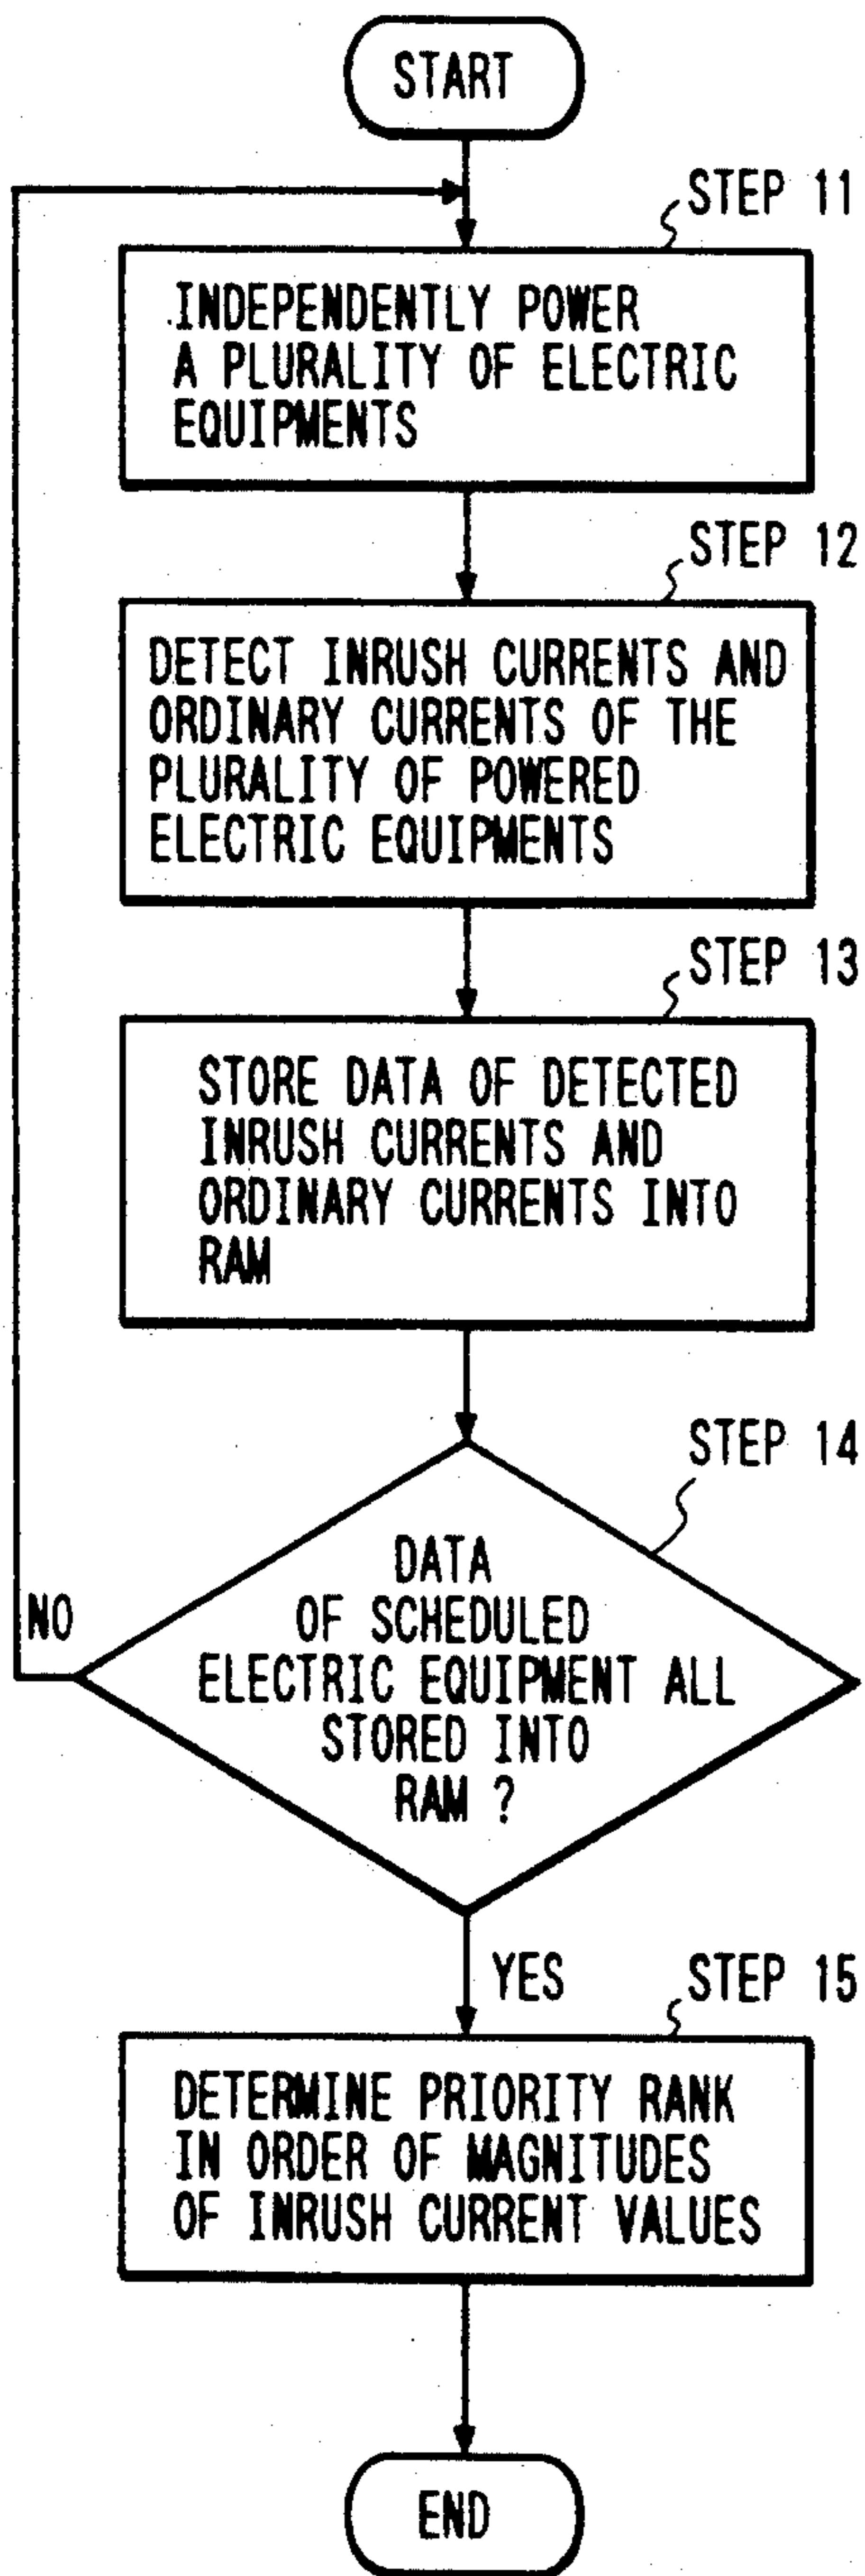 START
STEP 11
INDEPENDENTLY POWER
A PLURALITY OF ELECTRIC
EQUIPMENTS
STEP 12
DETECT INRUSH CURRENTS AND
ORDINARY CURRENTS OF THE
PLURALITY OF POWERED
ELECTRIC EQUIPMENTS
STEP 13
STORE DATA OF DETECTED
INRUSH CURRENTS AND
ORDINARY CURRENTS INTO
RAM
STEP 14
DATA
OF SCHEDULED
ELECTRIC EQUIPMENT ALL
STORED INTO
RAM ?
NO
YES
STEP 15
DETERMINE PRIORITY RANK
IN ORDER OF MAGNITUDES
OF INRUSH CURRENT VALUES
END